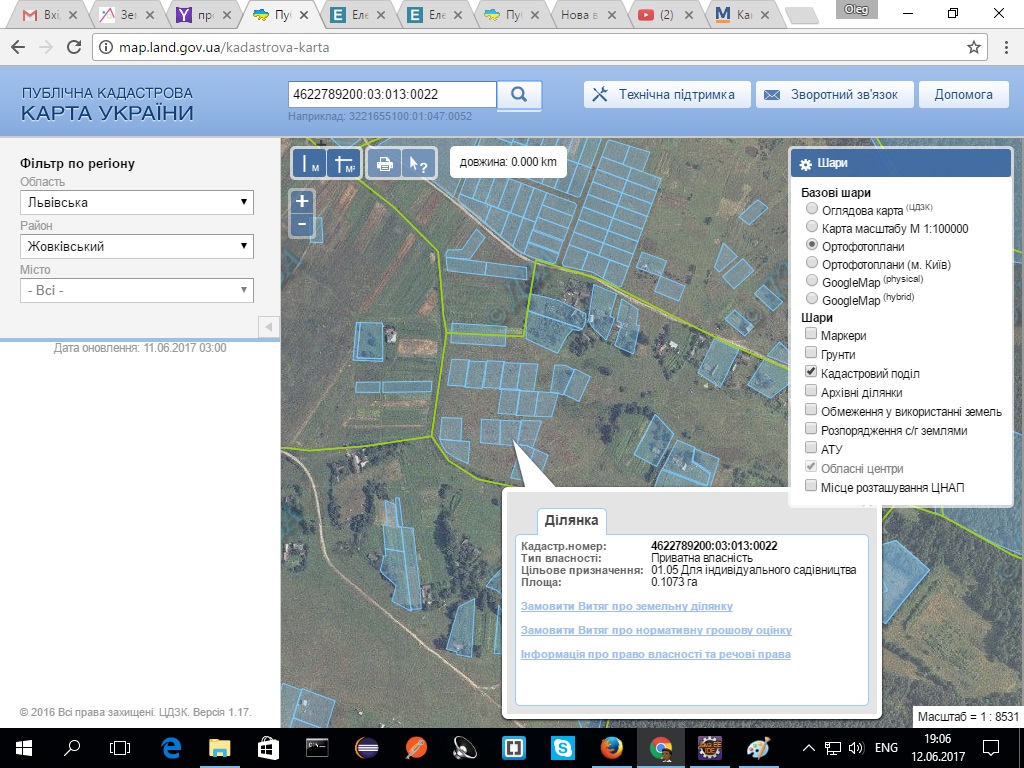 Вхі
Зем
пр
Пуб
Еле
Еле
Пуб
Нова в
(2)
Ка
Oleg
map.land.gov.ua/kadastrova-karta
ПУБЛІЧНА КАДАСТРОВА
КАРТА УКРАЇНИ
4622789200:03:013:0022
Наприклад: 3221655100:01:047:0052
Технічна підтримка
Зворотний зв'язок
Допомога
Фільтр по регіону
Область
Львівська
Район
Жовківський
Місто
- Всі -
Дата оновлення: 11.06.2017 03:00
м
м²
?
довжина: 0.000 km
+
-
Шари
Базові шари
Оглядова карта (ЦДЗК)
Карта масштабу М 1:100000
Ортофотоплани
Ортофотоплани (м. Київ)
GoogleMap (physical)
GoogleMap (hybrid)
Шари
Маркери
Грунти
Кадастровий поділ
Архівні ділянки
Обмеження у використанні земель
Розпорядження с/г землями
АТУ
Обласні центри
Місце розташування ЦНАП
Ділянка
Кадастр.номер: 4622789200:03:013:0022
Тип власності: Приватна власність
Цільове призначення: 01.05 Для індивідуального садівництва
Площа: 0.1073 га
Замовити Витяг про земельну ділянку
Замовити Витяг про нормативну грошову оцінку
Інформація про право власності та речові права
© 2016 Всі права захищені. ЦДЗК. Версія 1.17.
Масштаб = 1 : 8531
ENG
19:06
12.06.2017